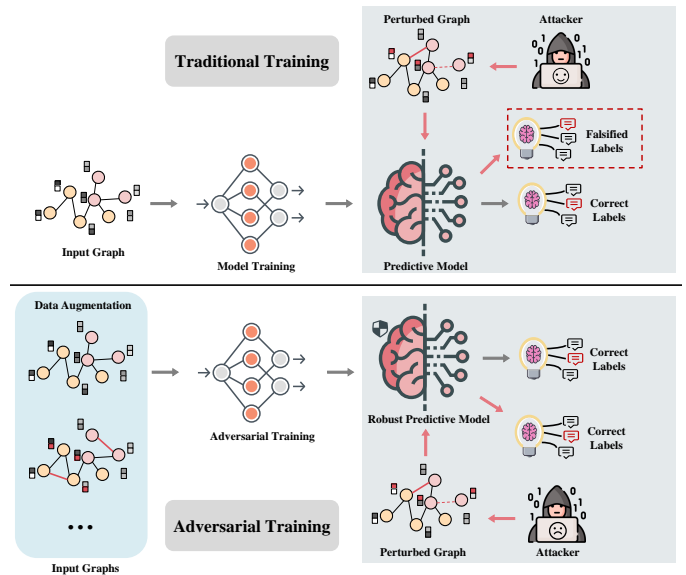 Perturbed Graph
Attacker
Traditional Training
Falsified
Labels
Correct
Labels
Input Graph
Model Training
Predictive Model
Data Augmentation
Correct
Labels
Adversarial Training
Robust Predictive Model
Correct
Labels
Adversarial Training
Perturbed Graph
Attacker
Input Graphs